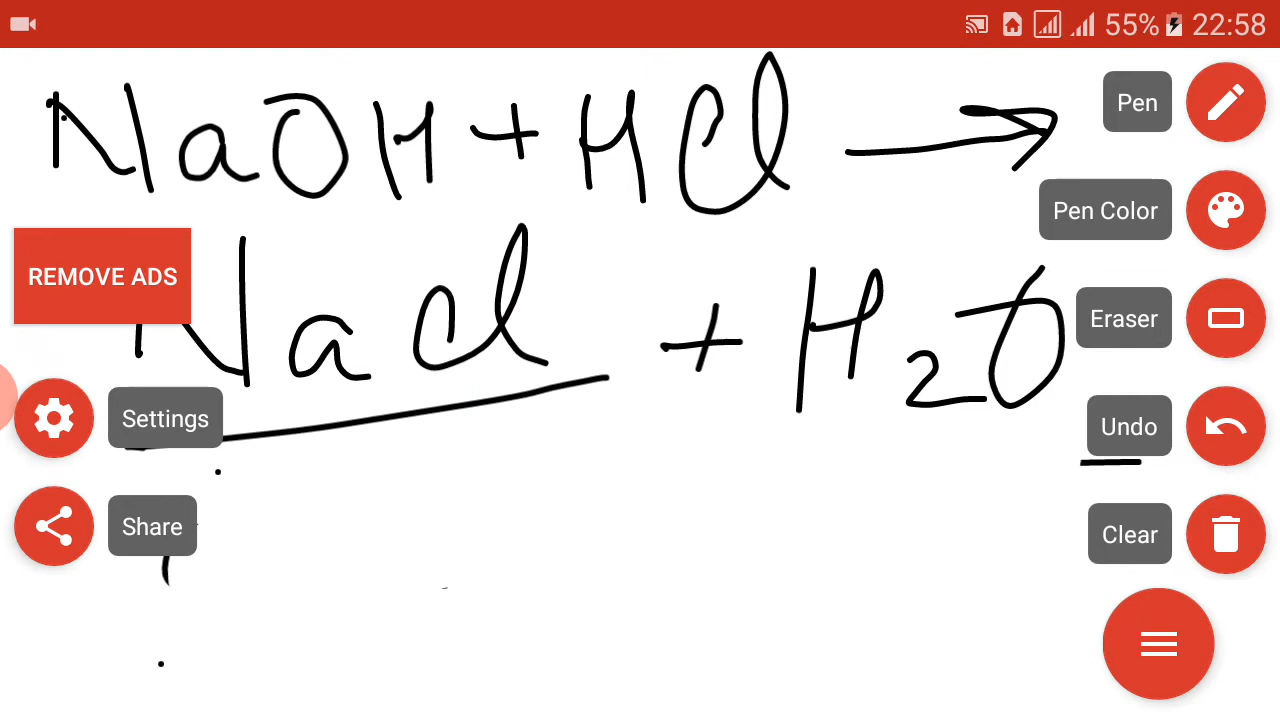 55% 22:58
NaOH + HCl →
Pen
Pen Color
REMOVE ADS
NaCl + H₂O
Eraser
Settings
Undo
Share
Clear